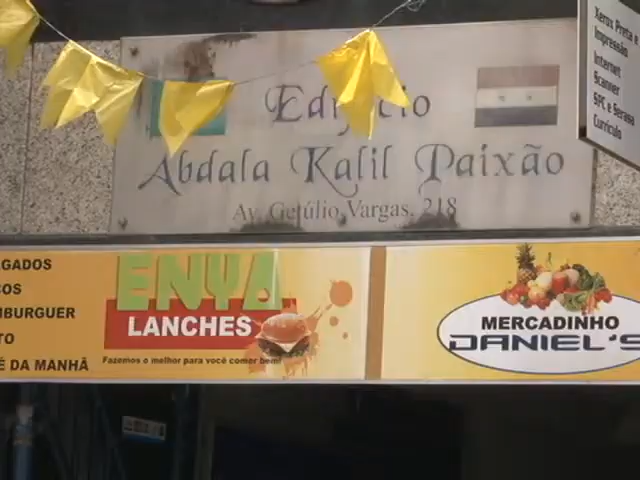 Edifício
Abdala Kalil Paixão
Av. Getúlio Vargas, 218
Xerox Preta e
Impressão
Internet
Scanner
SPC e Serasa
Currículo
GADOS
OS
MBURGUER
TO
É DA MANHÃ
ENYA
LANCHES
Fazemos o melhor para você comer bem!
MERCADINHO
DANIEL'S